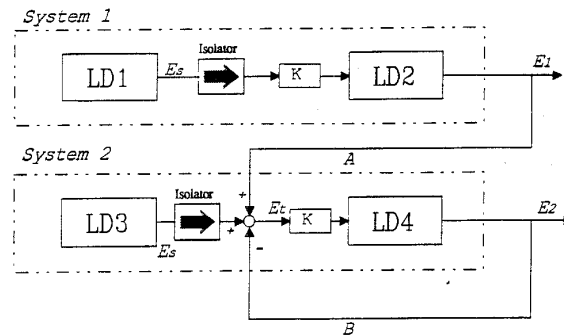 System 1
Isolator
LD1
Es
K
LD2
E1
A
System 2
Isolator
+
LD3
Es
+
-
Et
K
LD4
E2
B